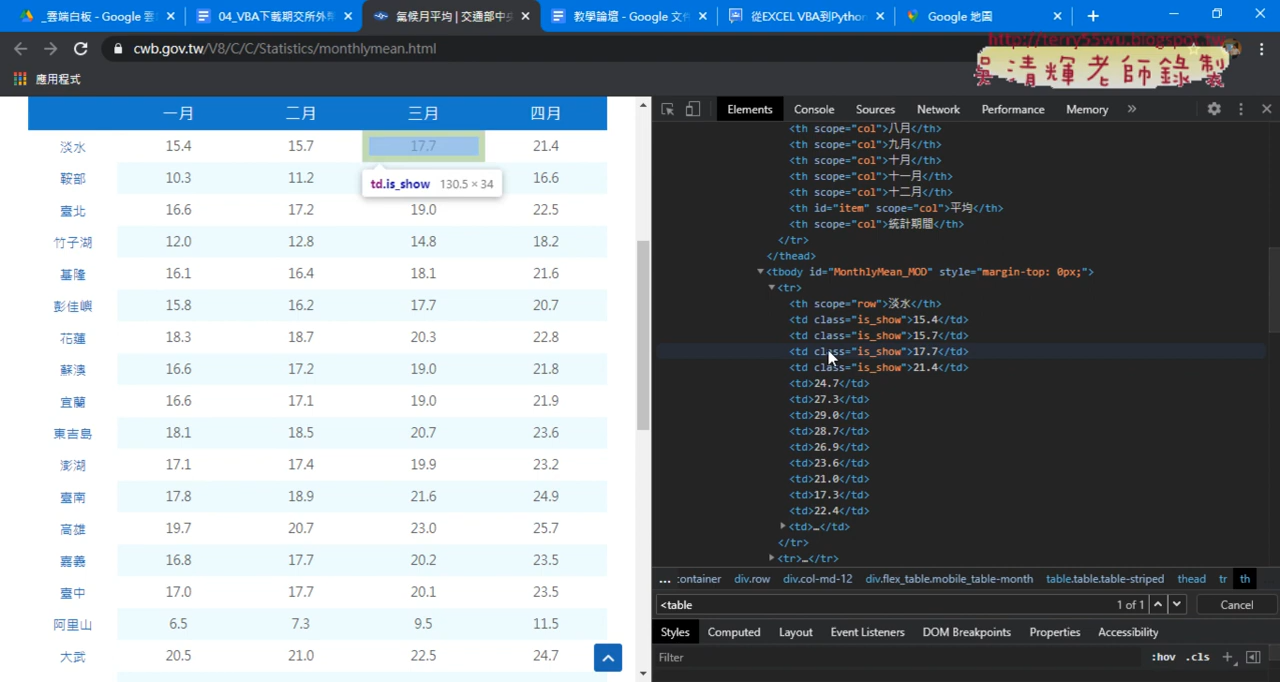 _雲端白板 - Google 雲
04_VBA下載期交所外幣
氣候月平均 | 交通部中央
教學論壇 - Google 文件
從EXCEL VBA到Python
Google 地圖
cwb.gov.tw/V8/C/C/Statistics/monthlymean.html
http://terry55wu.blogspot.tw
吳清輝老師錄製
應用程式
一月 二月 三月 四月
淡水 15.4 15.7 17.7 21.4
鞍部 10.3 11.2 16.6
td.is_show 130.5 × 34
臺北 16.6 17.2 19.0 22.5
竹子湖 12.0 12.8 14.8 18.2
基隆 16.1 16.4 18.1 21.6
彭佳嶼 15.8 16.2 17.7 20.7
花蓮 18.3 18.7 20.3 22.8
蘇澳 16.6 17.2 19.0 21.8
宜蘭 16.6 17.1 19.0 21.9
東吉島 18.1 18.5 20.7 23.6
澎湖 17.1 17.4 19.9 23.2
臺南 17.8 18.9 21.6 24.9
高雄 19.7 20.7 23.0 25.7
嘉義 16.8 17.7 20.2 23.5
臺中 17.0 17.7 20.1 23.5
阿里山 6.5 7.3 9.5 11.5
大武 20.5 21.0 22.5 24.7
Elements Console Sources Network Performance Memory »
<th scope="col">八月</th>
<th scope="col">九月</th>
<th scope="col">十月</th>
<th scope="col">十一月</th>
<th scope="col">十二月</th>
<th id="item" scope="col">平均</th>
<th scope="col">統計期間</th>
</tr>
</thead>
<tbody id="MonthlyMean_MOD" style="margin-top: 0px;">
<tr>
<th scope="row">淡水</th>
<td class="is_show">15.4</td>
<td class="is_show">15.7</td>
<td class="is_show">17.7</td>
<td class="is_show">21.4</td>
<td>24.7</td>
<td>27.3</td>
<td>29.0</td>
<td>28.7</td>
<td>26.9</td>
<td>23.6</td>
<td>21.0</td>
<td>17.3</td>
<td>22.4</td>
<td>…</td>
</tr>
<tr>…</tr>
... :ontainer div.row div.col-md-12 div.flex_table.mobile_table-month table.table.table-striped thead tr th
<table 1 of 1 Cancel
Styles Computed Layout Event Listeners DOM Breakpoints Properties Accessibility
Filter :hov .cls